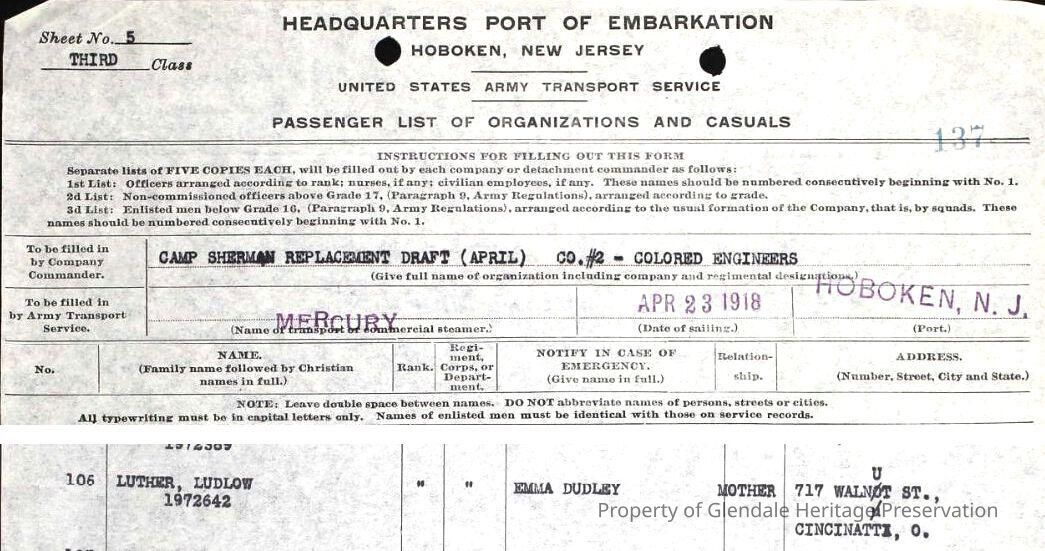 HEADQUARTERS PORT OF EMBARKATION
Sheet No. 5
HOBOKEN, NEW JERSEY
THIRD Class
UNITED STATES ARMY TRANSPORT SERVICE
PASSENGER LIST OF ORGANIZATIONS AND CASUALS
137
INSTRUCTIONS FOR FILLING OUT THIS FORM
Separate lists of FIVE COPIES EACH, will be filled out by each company or detachment commander as follows:
1st List: Officers arranged according to rank; nurses, if any; civilian employees, if any. These names should be numbered consecutively beginning with No. 1.
2d List: Non-commissioned officers above Grade 17, (Paragraph 9, Army Regulations), arranged according to grade.
3d List: Enlisted men below Grade 16, (Paragraph 9, Army Regulations), arranged according to the usual formation of the Company, that is, by squads. These
names should be numbered consecutively beginning with No. 1.
To be filled in
by Company
Commander.
CAMP SHERMAN REPLACEMENT DRAFT (APRIL) CO.#2 - COLORED ENGINEERS
(Give full name of organization including company and regimental designations.)
To be filled in
by Army Transport
Service.
MERCURY
(Name of transport or commercial steamer.)
APR 23 1918
(Date of sailing.)
HOBOKEN, N. J.
(Port.)
No.
NAME.
(Family name followed by Christian
names in full.)
Rank.
Regi-
ment,
Corps, or
Depart-
ment.
NOTIFY IN CASE OF
EMERGENCY.
(Give name in full.)
Relation-
ship.
ADDRESS.
(Number, Street, City and State.)
NOTE: Leave double space between names. DO NOT abbreviate names of persons, streets or cities.
All typewriting must be in capital letters only. Names of enlisted men must be identical with those on service records.
106 LUTHER, LUDLOW " " EMMA DUDLEY MOTHER 717 WALNUT ST.,
1972642
Property of Glendale Heritage Preservation
CINCINATTI, O.